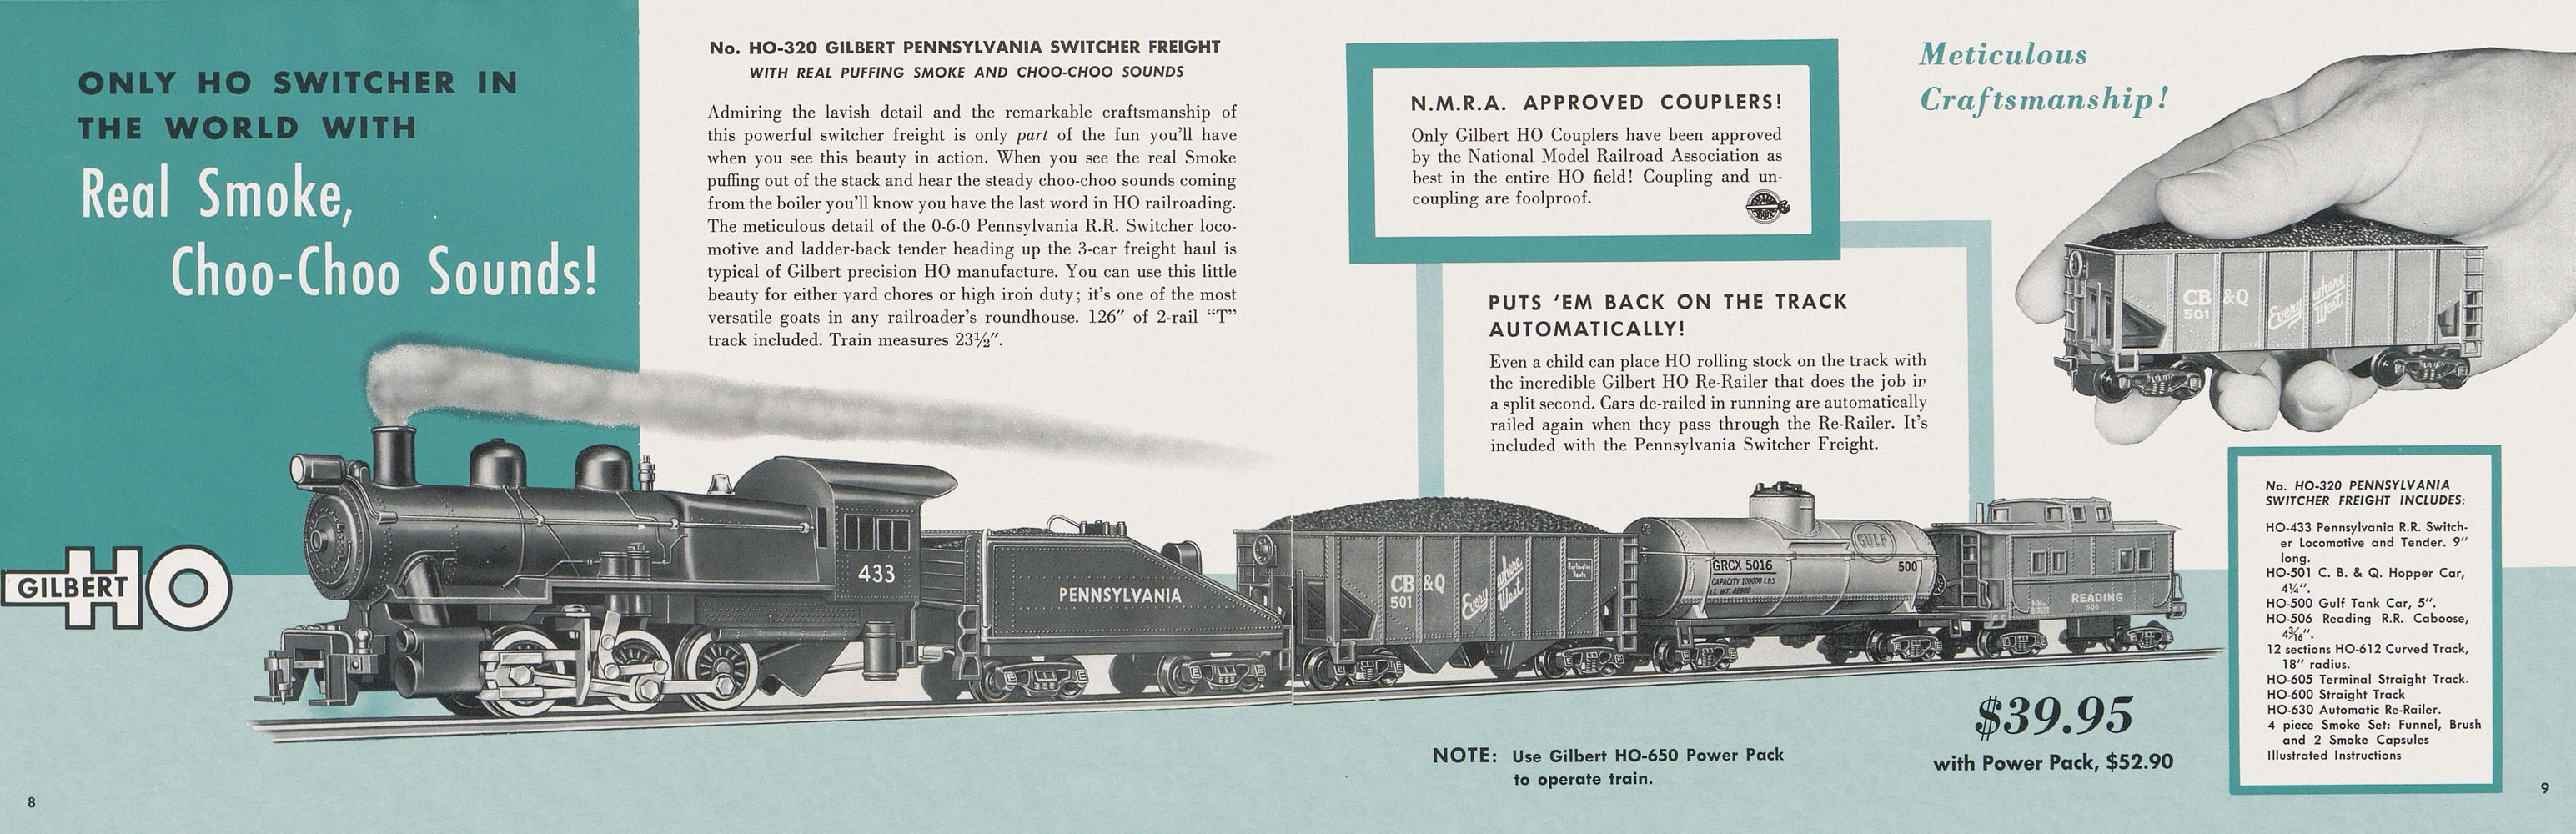 ONLY HO SWITCHER IN
THE WORLD WITH
Real Smoke,
Choo-Choo Sounds!
GILBERT HO
No. HO-320 GILBERT PENNSYLVANIA SWITCHER FREIGHT
WITH REAL PUFFING SMOKE AND CHOO-CHOO SOUNDS
Admiring the lavish detail and the remarkable craftsmanship of
this powerful switcher freight is only part of the fun you'll have
when you see this beauty in action. When you see the real Smoke
puffing out of the stack and hear the steady choo-choo sounds coming
from the boiler you'll know you have the last word in HO railroading.
The meticulous detail of the 0-6-0 Pennsylvania R.R. Switcher loco-
motive and ladder-back tender heading up the 3-car freight haul is
typical of Gilbert precision HO manufacture. You can use this little
beauty for either yard chores or high iron duty; it's one of the most
versatile goats in any railroader's roundhouse. 126″ of 2-rail “T”
track included. Train measures 23½″.
433
PENNSYLVANIA
8
N.M.R.A. APPROVED COUPLERS!
Only Gilbert HO Couplers have been approved
by the National Model Railroad Association as
best in the entire HO field! Coupling and un-
coupling are foolproof.
PUTS 'EM BACK ON THE TRACK
AUTOMATICALLY!
Even a child can place HO rolling stock on the track with
the incredible Gilbert HO Re-Railer that does the job in
a split second. Cars de-railed in running are automatically
railed again when they pass through the Re-Railer. It's
included with the Pennsylvania Switcher Freight.
Meticulous
Craftsmanship!
CB &Q
501
Every where
West
CB &Q
501
Every where
West
Burlington
Route
GULF
GRCX 5016
500
CAPACITY 100000 LBS
READING
506
NOTE: Use Gilbert HO-650 Power Pack
to operate train.
$39.95
with Power Pack, $52.90
No. HO-320 PENNSYLVANIA
SWITCHER FREIGHT INCLUDES:
HO-433 Pennsylvania R.R. Switch-
er Locomotive and Tender. 9″
long.
HO-501 C. B. & Q. Hopper Car,
4¼″.
HO-500 Gulf Tank Car, 5″.
HO-506 Reading R.R. Caboose,
4³⁄₁₆″.
12 sections HO-612 Curved Track,
18″ radius.
HO-605 Terminal Straight Track.
HO-600 Straight Track
HO-630 Automatic Re-Railer.
4 piece Smoke Set: Funnel, Brush
and 2 Smoke Capsules
Illustrated Instructions
9